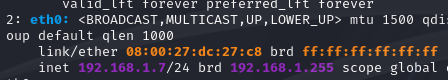 valid_lft forever preferred_lft forever
2: eth0: <BROADCAST,MULTICAST,UP,LOWER_UP> mtu 1500 qdi
oup default qlen 1000
link/ether 08:00:27:dc:27:c8 brd ff:ff:ff:ff:ff:ff
inet 192.168.1.7/24 brd 192.168.1.255 scope global